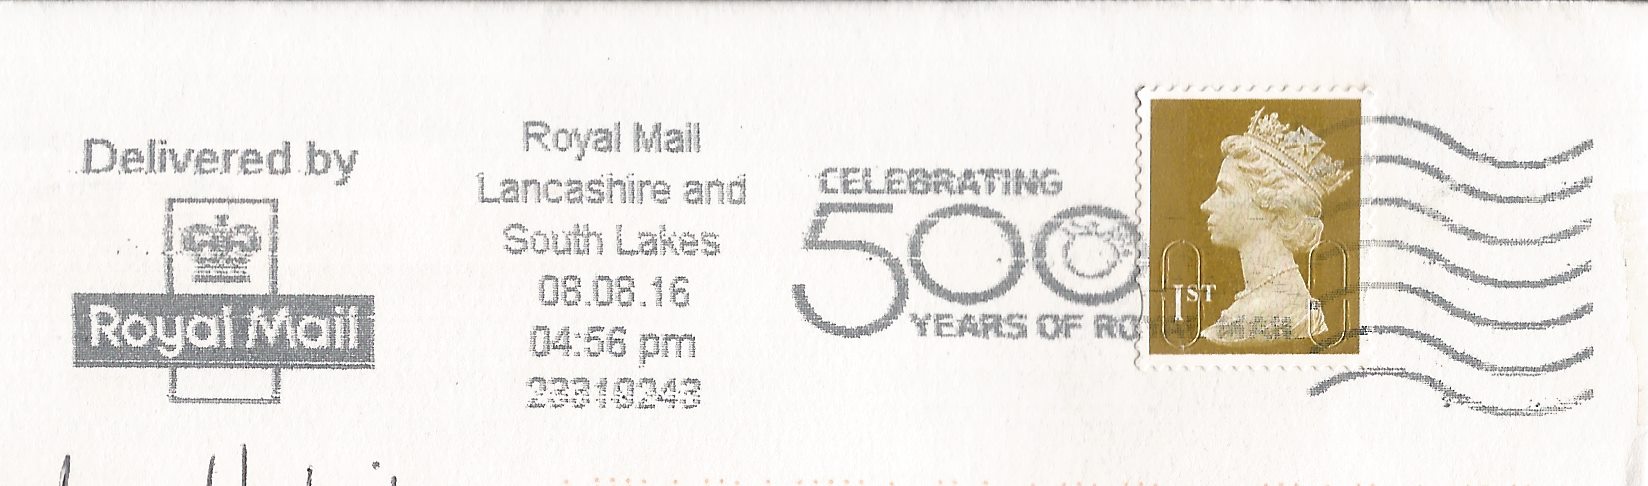 Delivered by
Royal Mail
Royal Mail
Lancashire and
South Lakes
08.08.16
04:56 pm
CELEBRATING
500
YEARS OF ROYAL MAIL
1ST